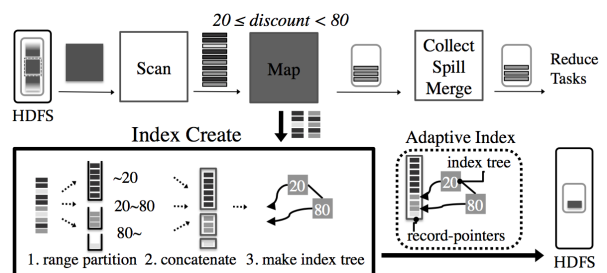 20 ≤ discount < 80
HDFS
Scan
Map
Collect
Spill
Merge
Reduce
Tasks
Index Create
~20
20~80
80~
20
80
1. range partition
2. concatenate
3. make index tree
Adaptive Index
index tree
20
80
record-pointers
HDFS